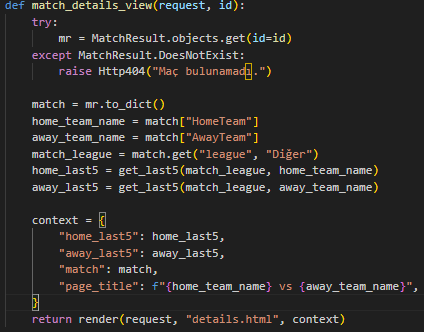 def match_details_view(request, id):
    try:
        mr = MatchResult.objects.get(id=id)
    except MatchResult.DoesNotExist:
        raise Http404("Maç bulunamadı.")

    match = mr.to_dict()
    home_team_name = match["HomeTeam"]
    away_team_name = match["AwayTeam"]
    match_league = match.get("league", "Diğer")
    home_last5 = get_last5(match_league, home_team_name)
    away_last5 = get_last5(match_league, away_team_name)

    context = {
        "home_last5": home_last5,
        "away_last5": away_last5,
        "match": match,
        "page_title": f"{home_team_name} vs {away_team_name}",
    }
    return render(request, "details.html", context)